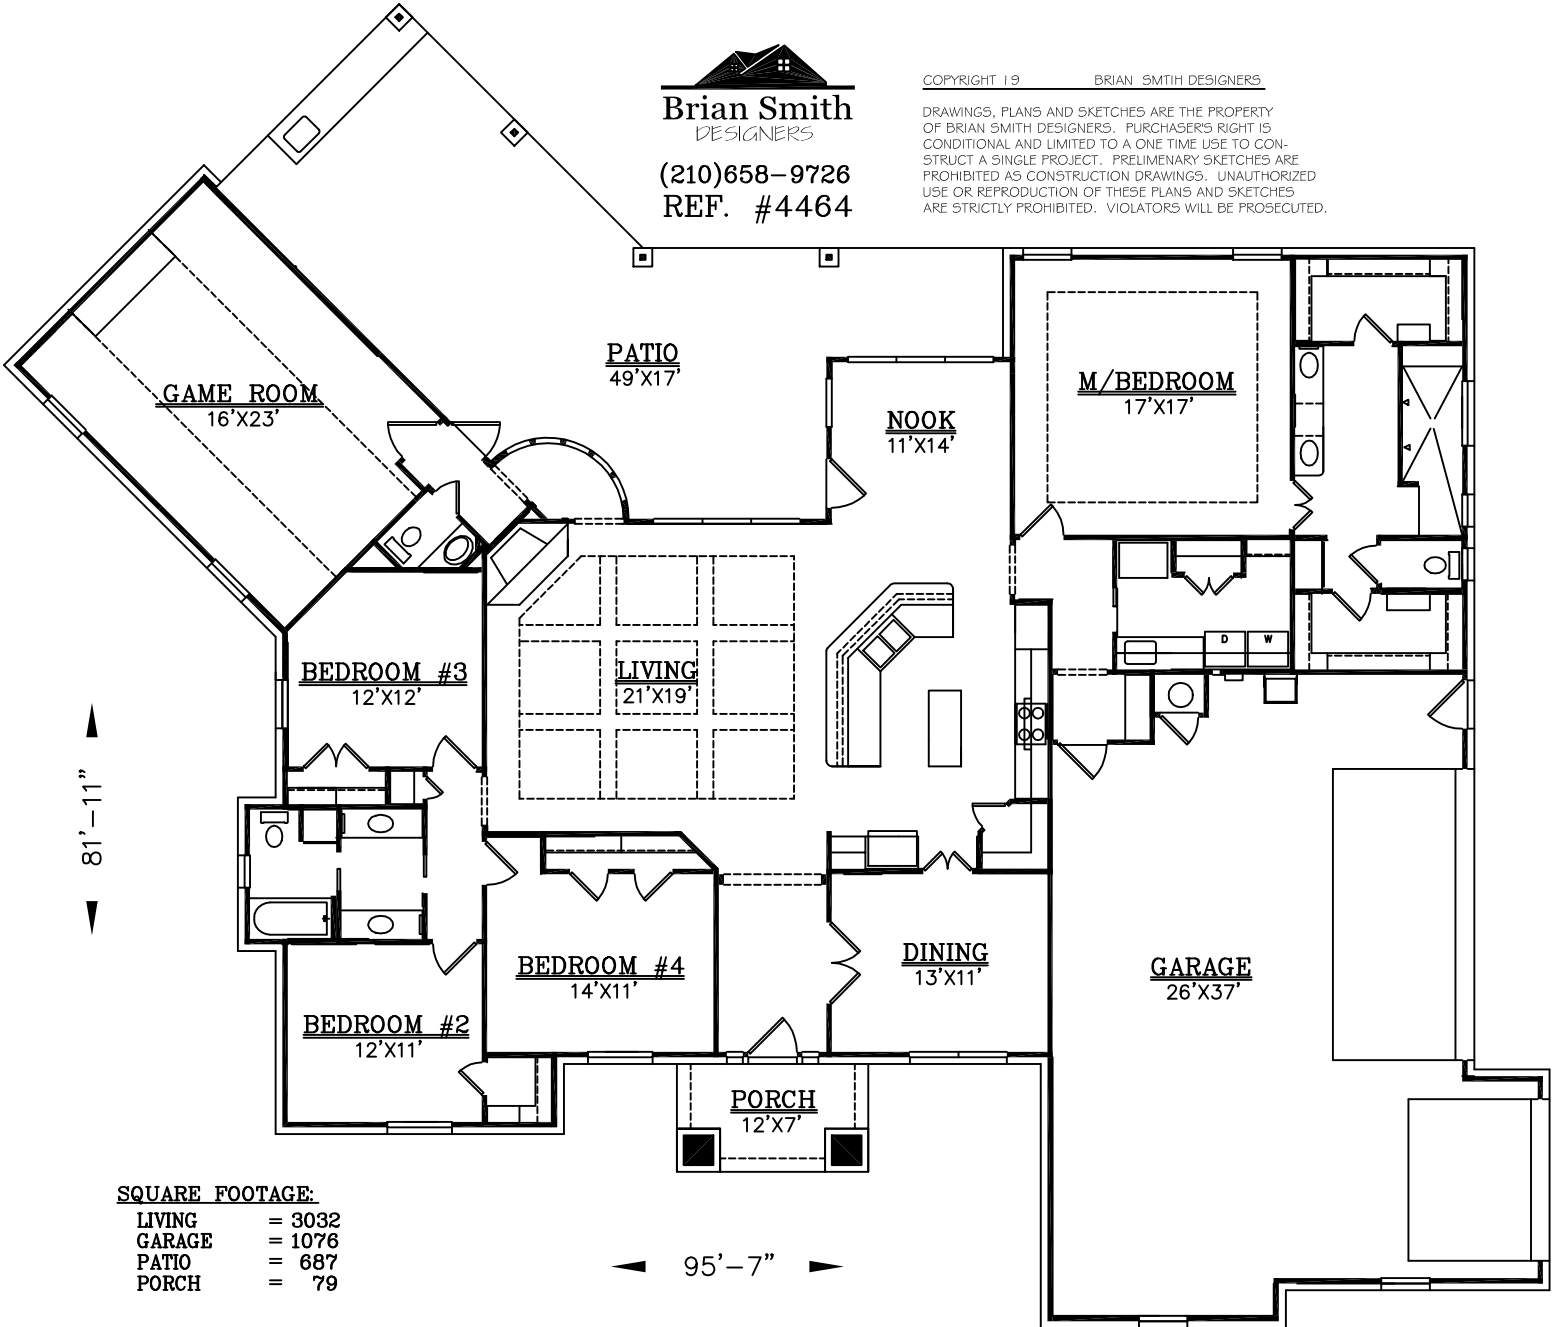 Brian Smith
DESIGNERS
(210)658-9726
REF. #4464
COPYRIGHT 19 BRIAN SMTIH DESIGNERS
DRAWINGS, PLANS AND SKETCHES ARE THE PROPERTY
OF BRIAN SMITH DESIGNERS. PURCHASER'S RIGHT IS
CONDITIONAL AND LIMITED TO A ONE TIME USE TO CON-
STRUCT A SINGLE PROJECT. PRELIMENARY SKETCHES ARE
PROHIBITED AS CONSTRUCTION DRAWINGS. UNAUTHORIZED
USE OR REPRODUCTION OF THESE PLANS AND SKETCHES
ARE STRICTLY PROHIBITED. VIOLATORS WILL BE PROSECUTED.
PATIO
49'X17'
GAME ROOM
16'X23'
NOOK
11'X14'
M/BEDROOM
17'X17'
D
W
BEDROOM #3
12'X12'
LIVING
21'X19'
81'-11"
BEDROOM #4
14'X11'
DINING
13'X11'
GARAGE
26'X37'
BEDROOM #2
12'X11'
PORCH
12'X7'
SQUARE FOOTAGE:
LIVING = 3032
GARAGE = 1076
PATIO = 687
PORCH = 79
95'-7"